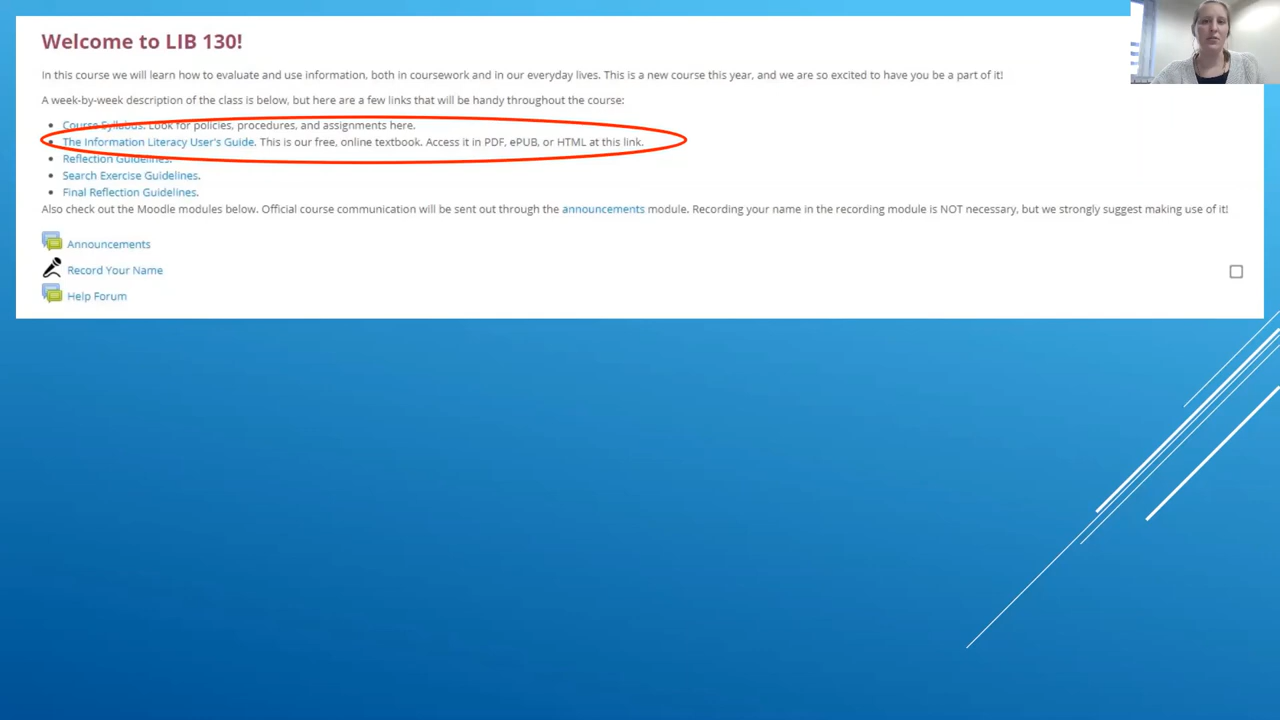 Welcome to LIB 130!
In this course we will learn how to evaluate and use information, both in coursework and in our everyday lives. This is a new course this year, and we are so excited to have you be a part of it!
A week-by-week description of the class is below, but here are a few links that will be handy throughout the course:
• Course Syllabus. Look for policies, procedures, and assignments here.
• The Information Literacy User's Guide. This is our free, online textbook. Access it in PDF, ePUB, or HTML at this link.
• Reflection Guidelines.
• Search Exercise Guidelines.
• Final Reflection Guidelines.
Also check out the Moodle modules below. Official course communication will be sent out through the announcements module. Recording your name in the recording module is NOT necessary, but we strongly suggest making use of it!
Announcements
Record Your Name
Help Forum